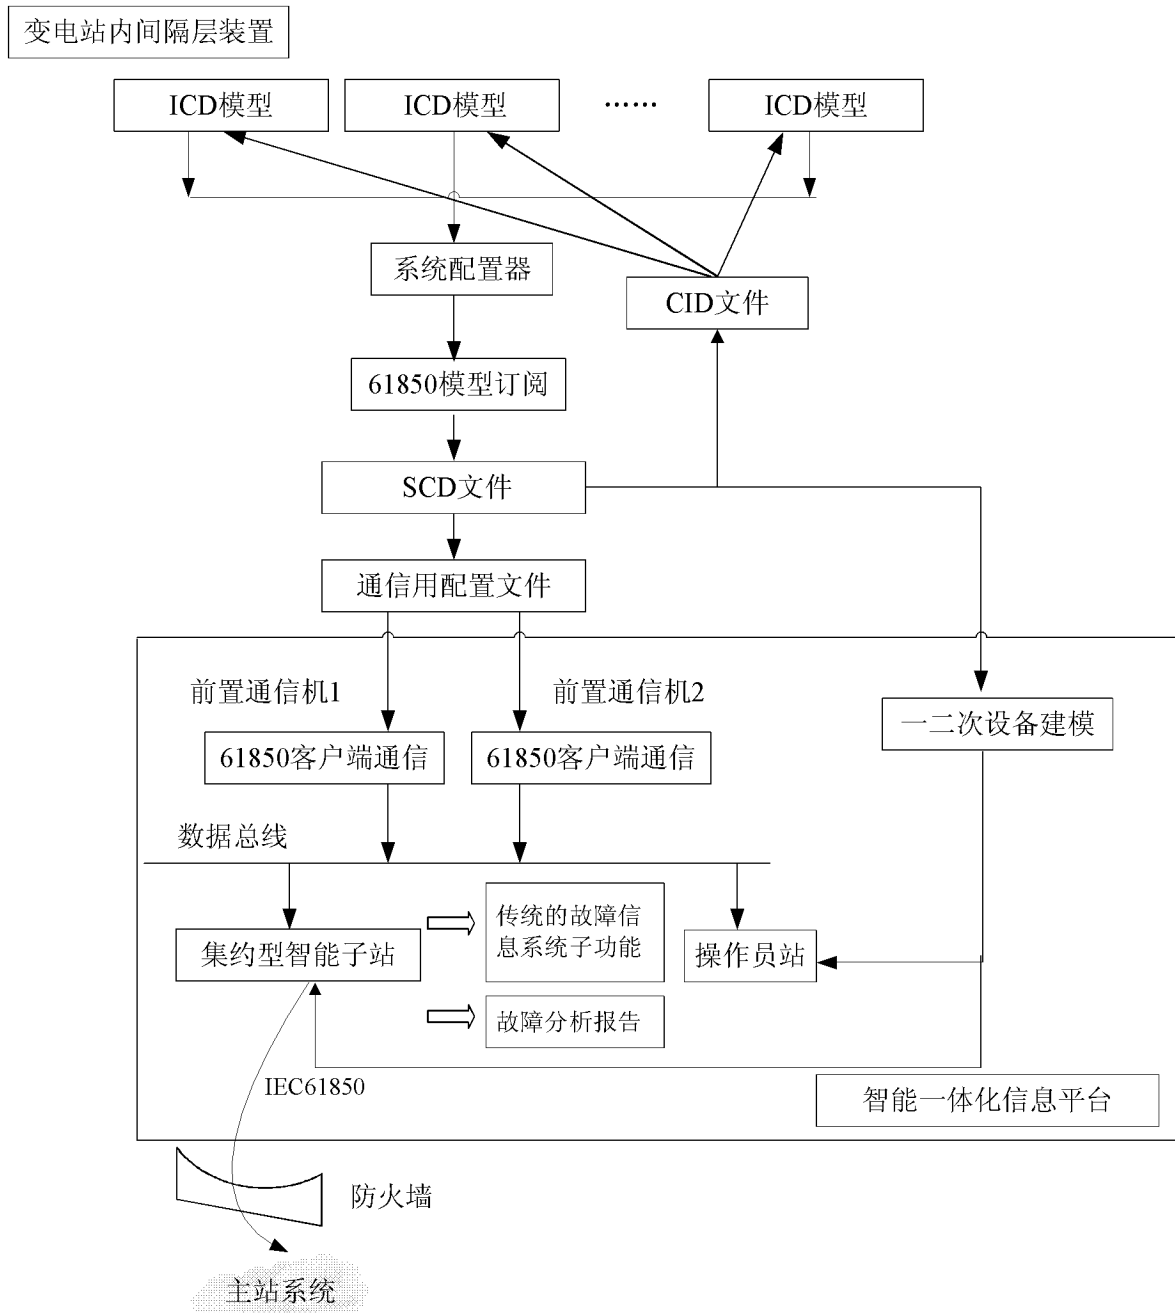 变电站内间隔层装置
ICD模型
ICD模型
······
ICD模型
系统配置器
CID文件
61850模型订阅
SCD文件
通信用配置文件
前置通信机1
前置通信机2
一二次设备建模
61850客户端通信
61850客户端通信
数据总线
传统的故障信
息系统子功能
集约型智能子站
操作员站
故障分析报告
IEC61850
智能一体化信息平台
防火墙
主站系统